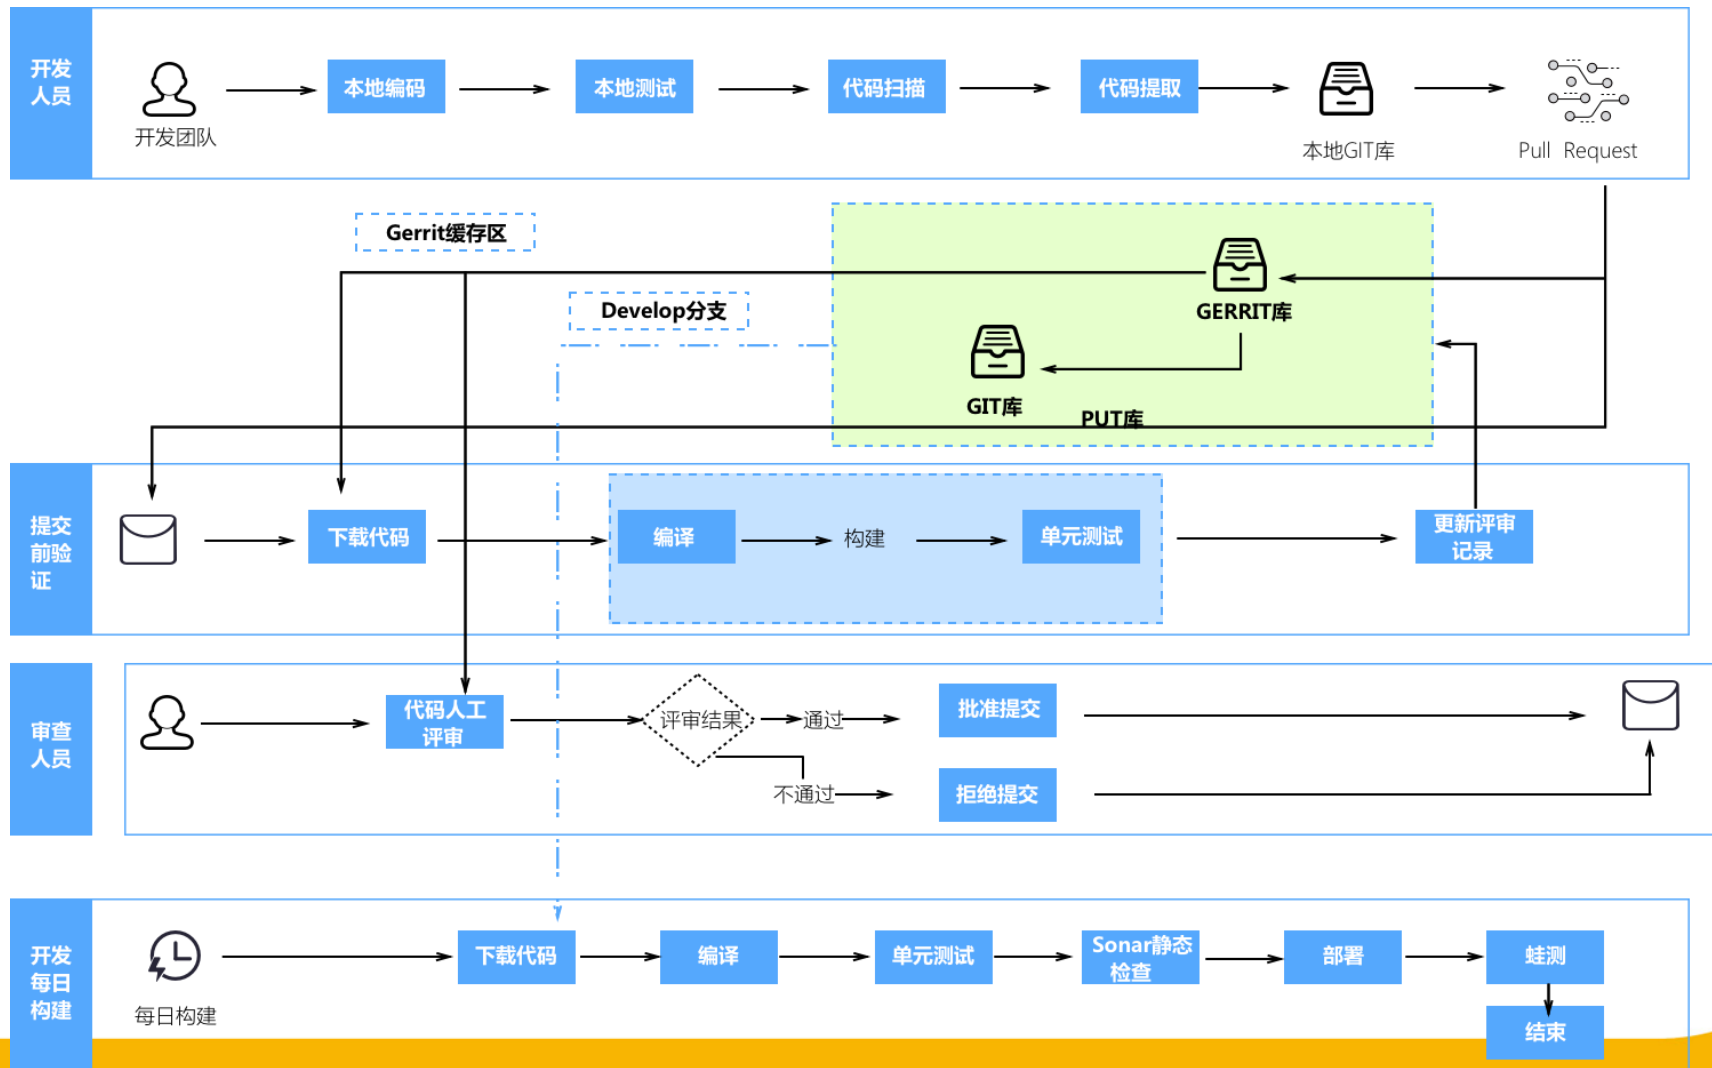 开发
人员
开发团队
本地编码
本地测试
代码扫描
代码提取
本地GIT库
Pull Request
Gerrit缓存区
Develop分支
GERRIT库
GIT库
PUT库
提交
前验
证
下载代码
编译
构建
单元测试
更新评审
记录
审查
人员
代码人工
评审
评审结果
通过
批准提交
不通过
拒绝提交
开发
每日
构建
每日构建
下载代码
编译
单元测试
Sonar静态
检查
部署
蛙测
结束